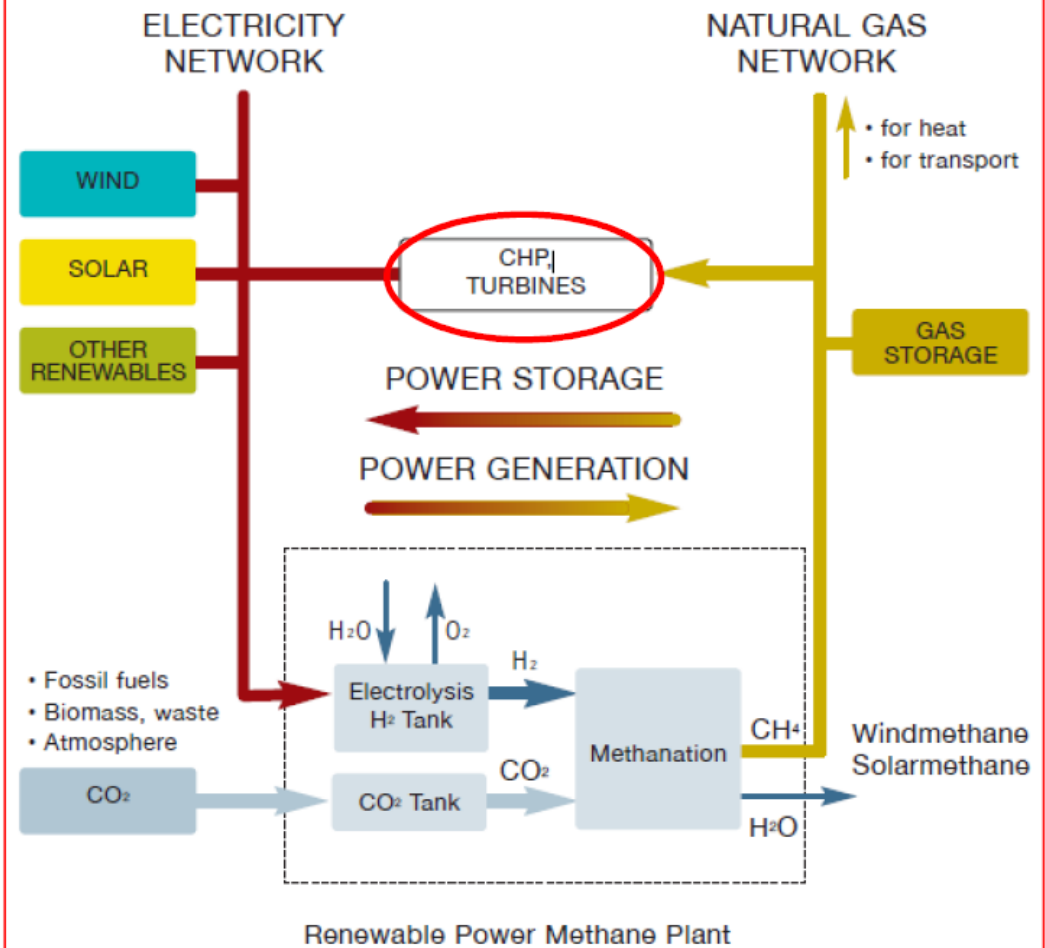 ELECTRICITY
NETWORK
NATURAL GAS
NETWORK
• for heat
• for transport
WIND
SOLAR
OTHER
RENEWABLES
CHP,
TURBINES
GAS
STORAGE
POWER STORAGE
POWER GENERATION
H₂O
O₂
H₂
• Fossil fuels
• Biomass, waste
• Atmosphere
Electrolysis
H₂ Tank
Methanation
CH₄
Windmethane
Solarmethane
CO₂
CO₂ Tank
CO₂
H₂O
Renewable Power Methane Plant